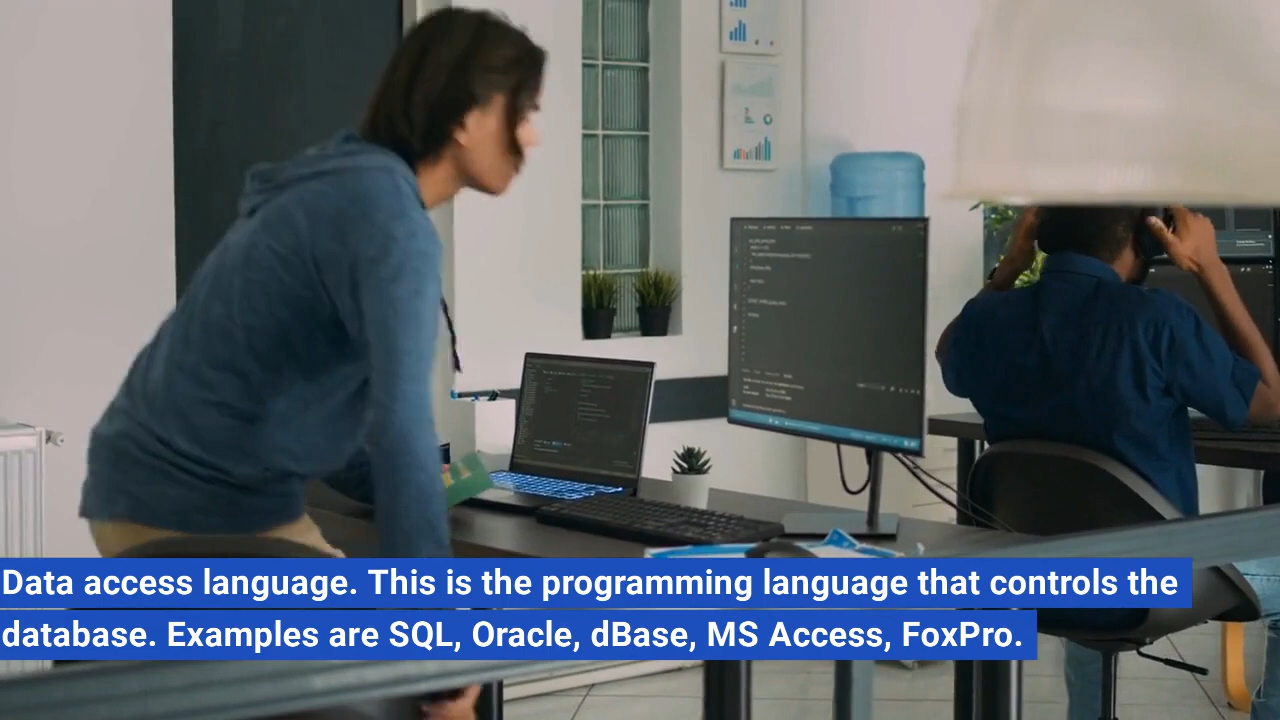 Data access language. This is the programming language that controls the
database. Examples are SQL, Oracle, dBase, MS Access, FoxPro.